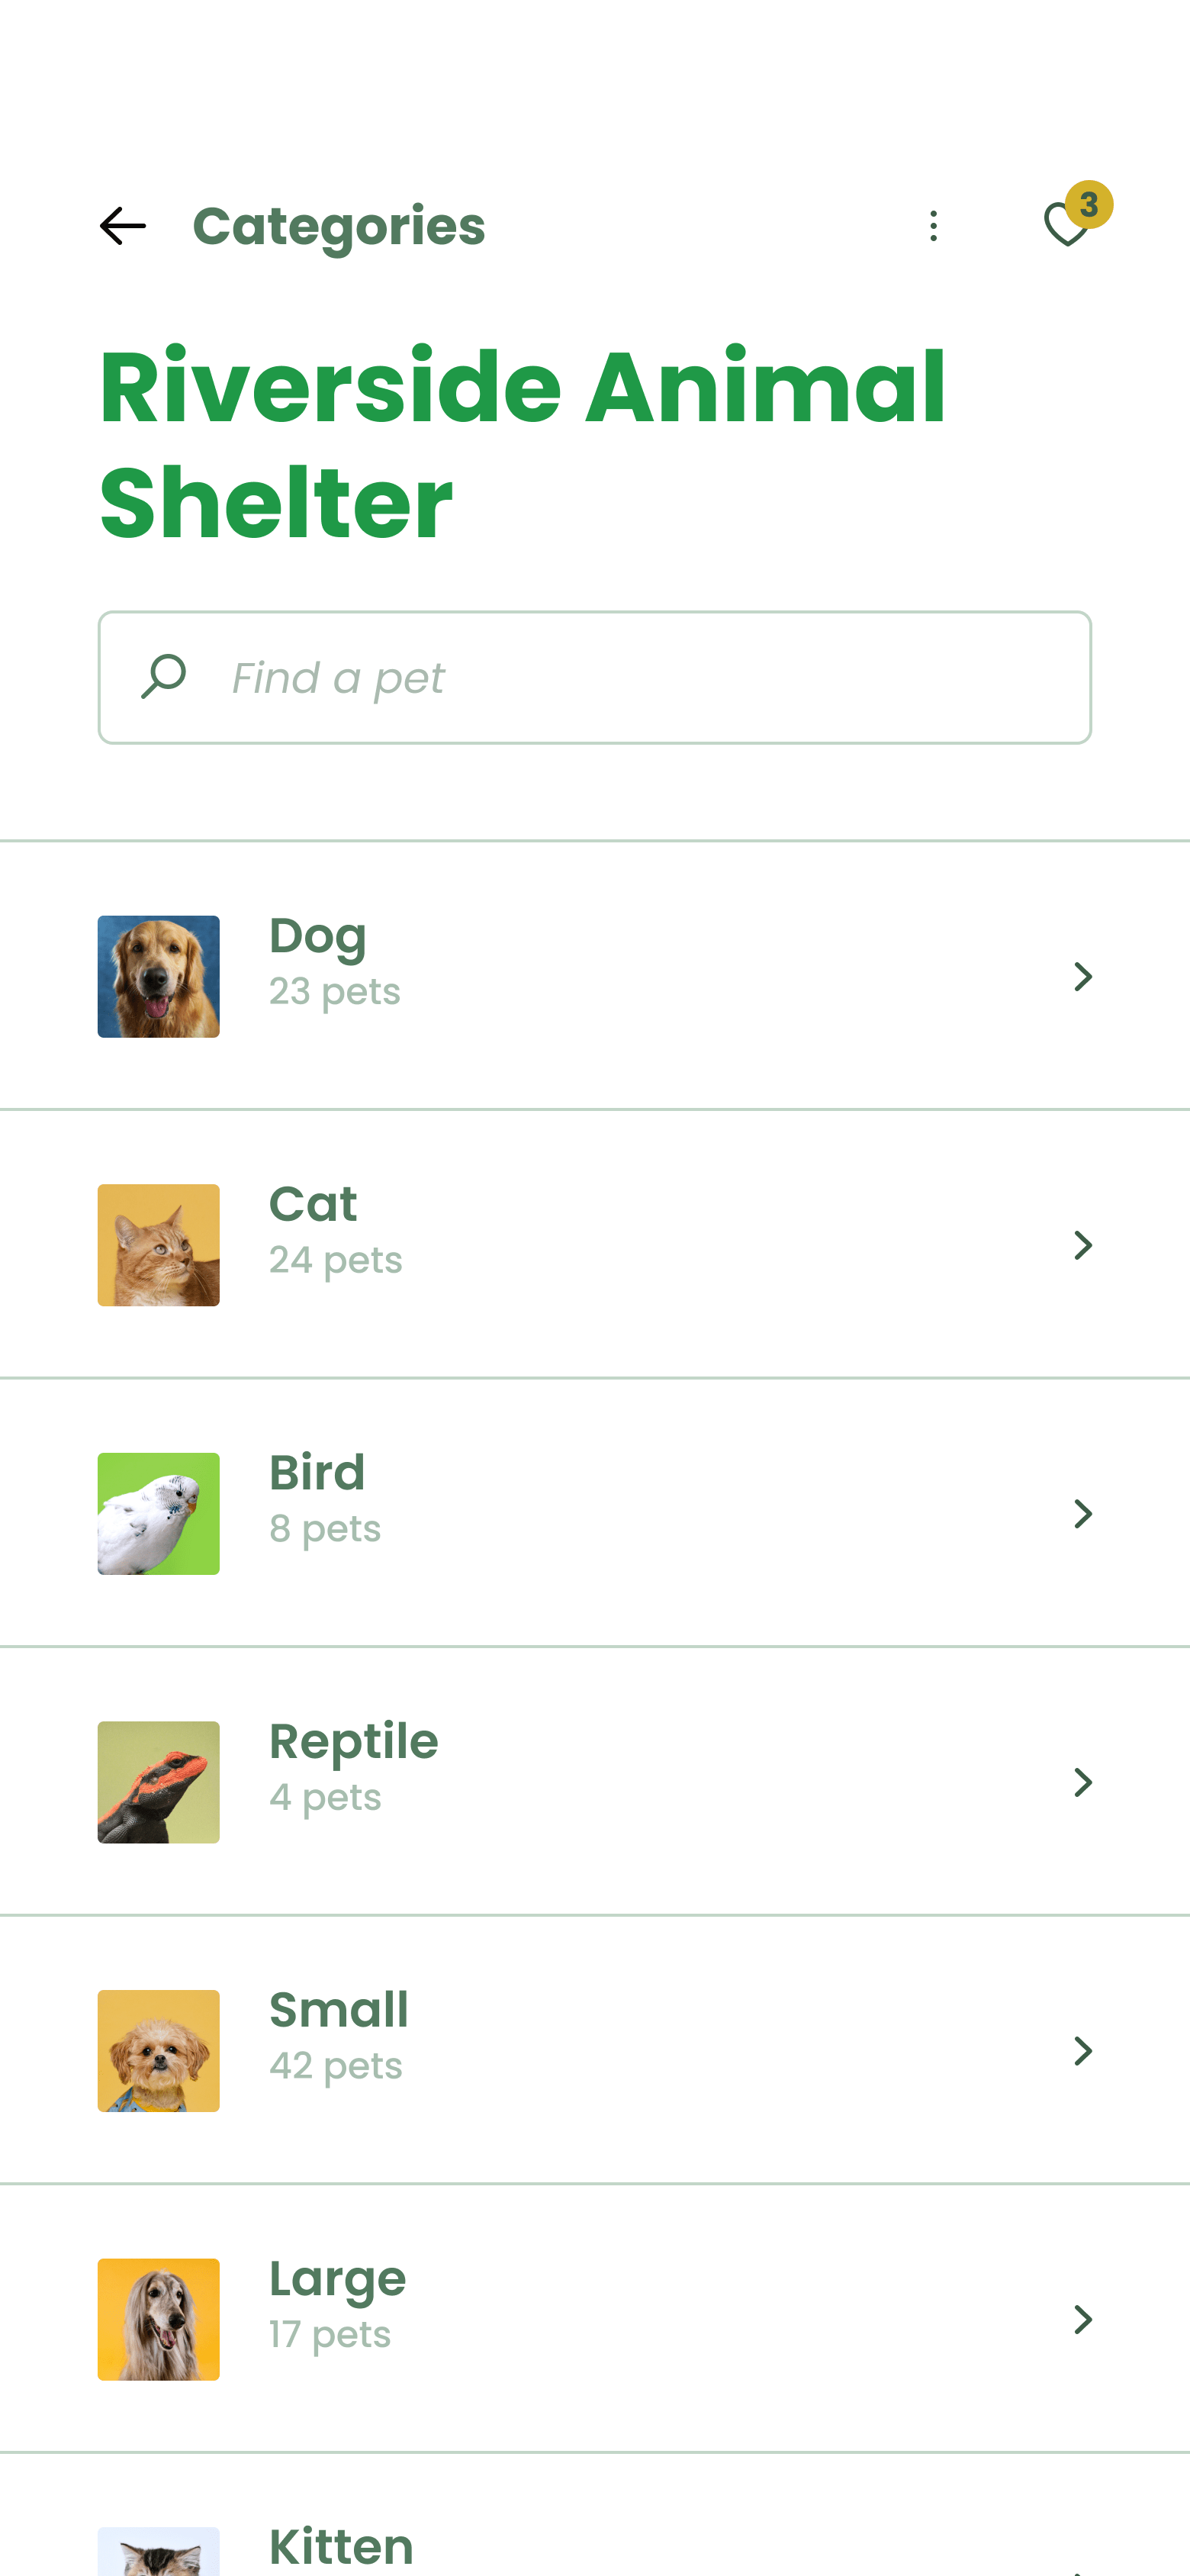 Categories
3
Riverside Animal
Shelter
Find a pet
Dog
23 pets
Cat
24 pets
Bird
8 pets
Reptile
4 pets
Small
42 pets
Large
17 pets
Kitten